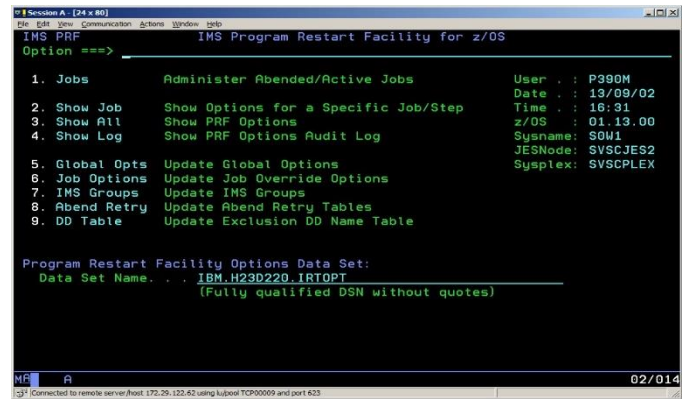 Session A - [24 x 80]
File Edit View Communication Actions Window Help
IMS PRF IMS Program Restart Facility for z/OS
Option ===>
1. Jobs Administer Abended/Active Jobs User . : P390M
Date . : 13/09/02
2. Show Job Show Options for a Specific Job/Step Time . : 16:31
3. Show All Show PRF Options z/OS : 01.13.00
4. Show Log Show PRF Options Audit Log Sysname: S0W1
JESNode: SVSCJES2
5. Global Opts Update Global Options Sysplex: SVSCPLEX
6. Job Options Update Job Override Options
7. IMS Groups Update IMS Groups
8. Abend Retry Update Abend Retry Tables
9. DD Table Update Exclusion DD Name Table
Program Restart Facility Options Data Set:
Data Set Name. . . IBM.H23D220.IRTOPT
(Fully qualified DSN without quotes)
MA A 02/014
Connected to remote server/host 172.29.122.62 using lu/pool TCP00009 and port 623